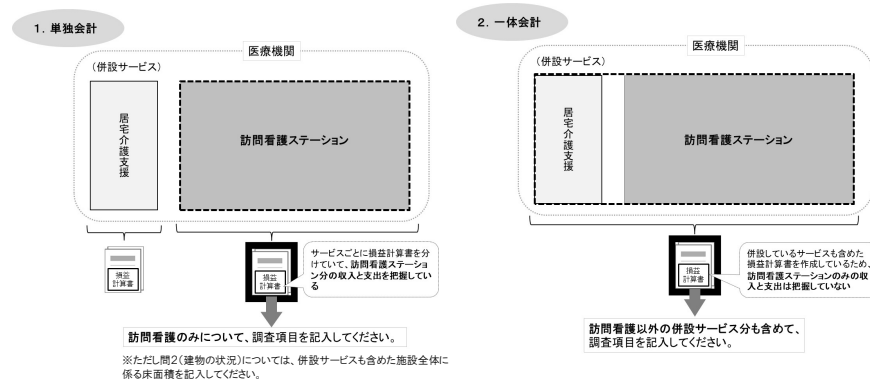 1．単独会計
医療機関
（併設サービス）
居宅介護支援
訪問看護ステーション
損益
計算書
損益
計算書
サービスごとに損益計算書を分
けていて、訪問看護ステーショ
ン分の収入と支出を把握してい
る
訪問看護のみについて、調査項目を記入してください。
※ただし問2（建物の状況）については、併設サービスも含めた施設全体に
係る床面積を記入してください。
2．一体会計
医療機関
（併設サービス）
居宅介護支援
訪問看護ステーション
損益
計算書
併設しているサービスも含めた
損益計算書を作成しているため、
訪問看護ステーションのみの収
入と支出は把握していない
訪問看護以外の併設サービス分も含めて、
調査項目を記入してください。